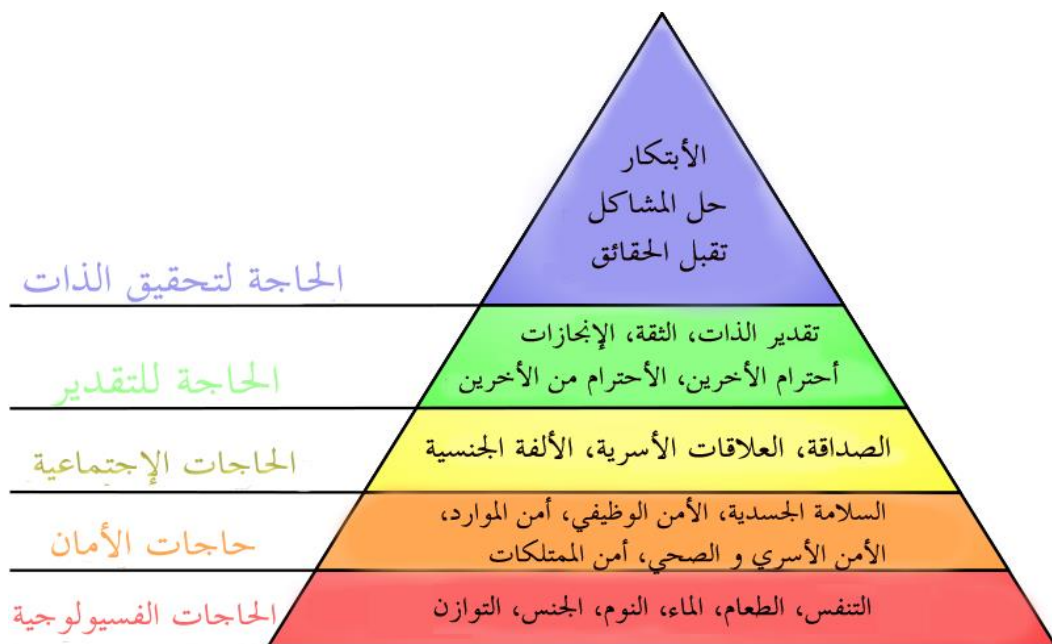 الأبتكار
حل المشاكل
تقبل الحقائق
الحاجة لتحقيق الذات
تقدير الذات، الثقة، الإنجازات
أحترام الأخرين، الأحترام من الأخرين
الحاجة للتقدير
الصداقة، العلاقات الأسرية، الألفة الجنسية
الحاجات الإجتماعية
السلامة الجسدية، الأمن الوظيفي، أمن الموارد،
الأمن الأسري و الصحي، أمن الممتلكات
حاجات الأمان
التنفس، الطعام، الماء، النوم، الجنس، التوازن
الحاجات الفسيولوجية